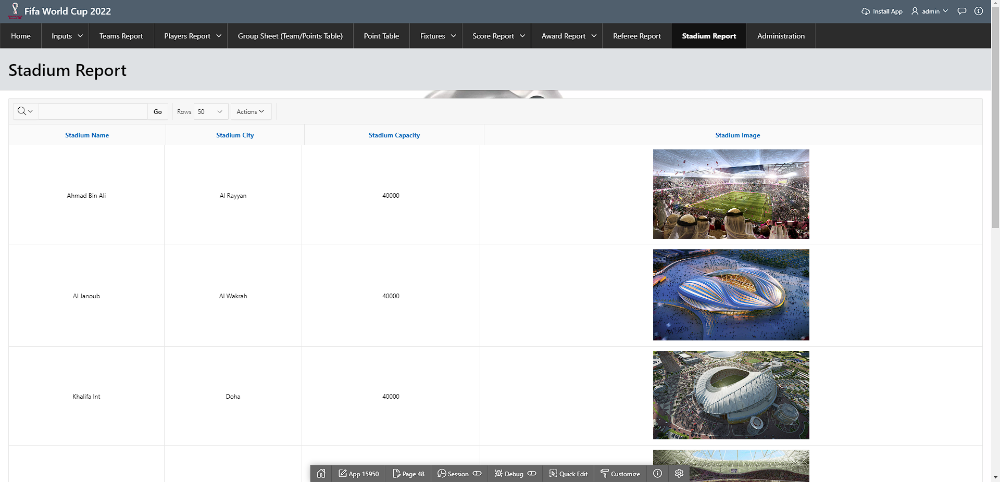 Fifa World Cup 2022
Install App
admin
Home
Inputs
Teams Report
Players Report
Group Sheet (Team/Points Table)
Point Table
Fixtures
Score Report
Award Report
Referee Report
Stadium Report
Administration
Stadium Report
Go
Rows
50
Actions
Stadium Name
Stadium City
Stadium Capacity
Stadium Image
Ahmad Bin Ali
Al Rayyan
40000
Al Janoub
Al Wakrah
40000
Khalifa Int
Doha
40000
App 15950
Page 48
Session
Debug
Quick Edit
Customize